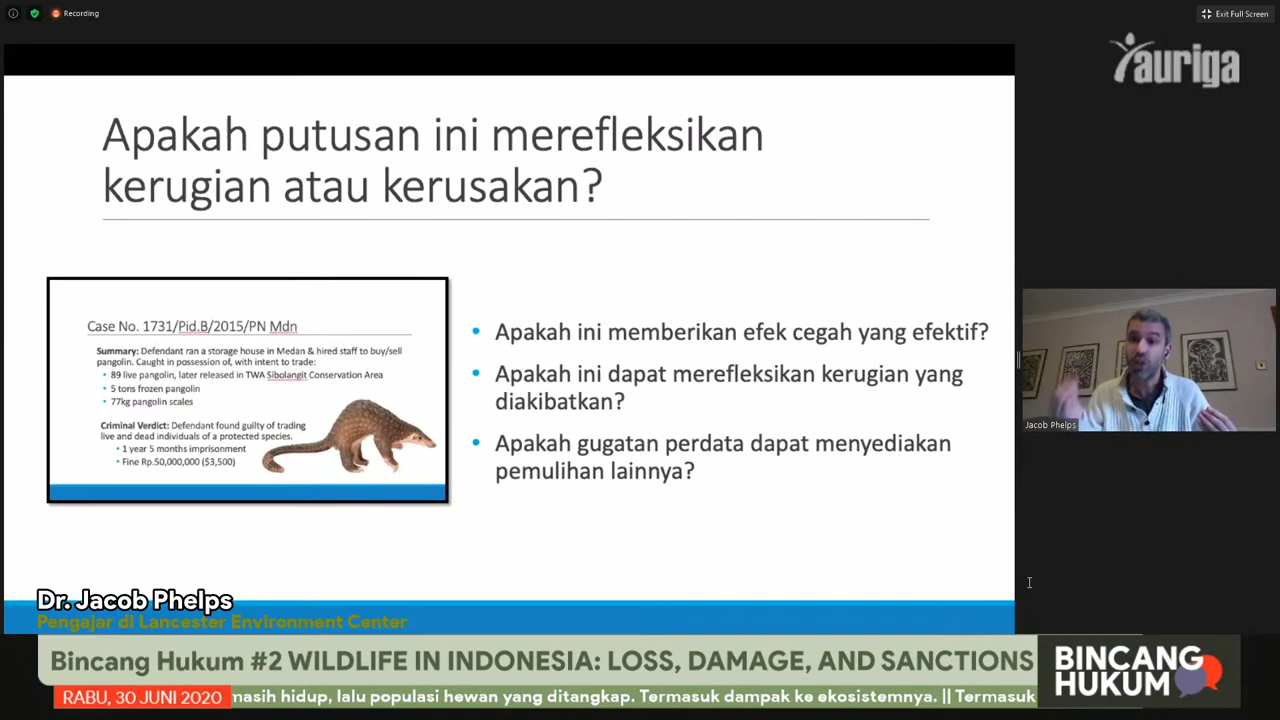 Recording
Exit Full Screen
auriga
Apakah putusan ini merefleksikan
kerugian atau kerusakan?
Case No. 1731/Pid.B/2015/PN Mdn
Summary: Defendant ran a storage house in Medan & hired staff to buy/sell
pangolin. Caught in possession of, with intent to trade:
• 89 live pangolin, later released in TWA Sibolangit Conservation Area
• 5 tons frozen pangolin
• 77kg pangolin scales
Criminal Verdict: Defendant found guilty of trading
live and dead individuals of a protected species.
• 1 year 5 months imprisonment
• Fine Rp.50,000,000 ($3,500)
• Apakah ini memberikan efek cegah yang efektif?
• Apakah ini dapat merefleksikan kerugian yang
diakibatkan?
• Apakah gugatan perdata dapat menyediakan
pemulihan lainnya?
Jacob Phelps
Dr. Jacob Phelps
Pengajar di Lancester Environment Center
Bincang Hukum #2 WILDLIFE IN INDONESIA: LOSS, DAMAGE, AND SANCTIONS
BINCANG
HUKUM
RABU, 30 JUNI 2020
masih hidup, lalu populasi hewan yang ditangkap. Termasuk dampak ke ekosistemnya. || Termasuk